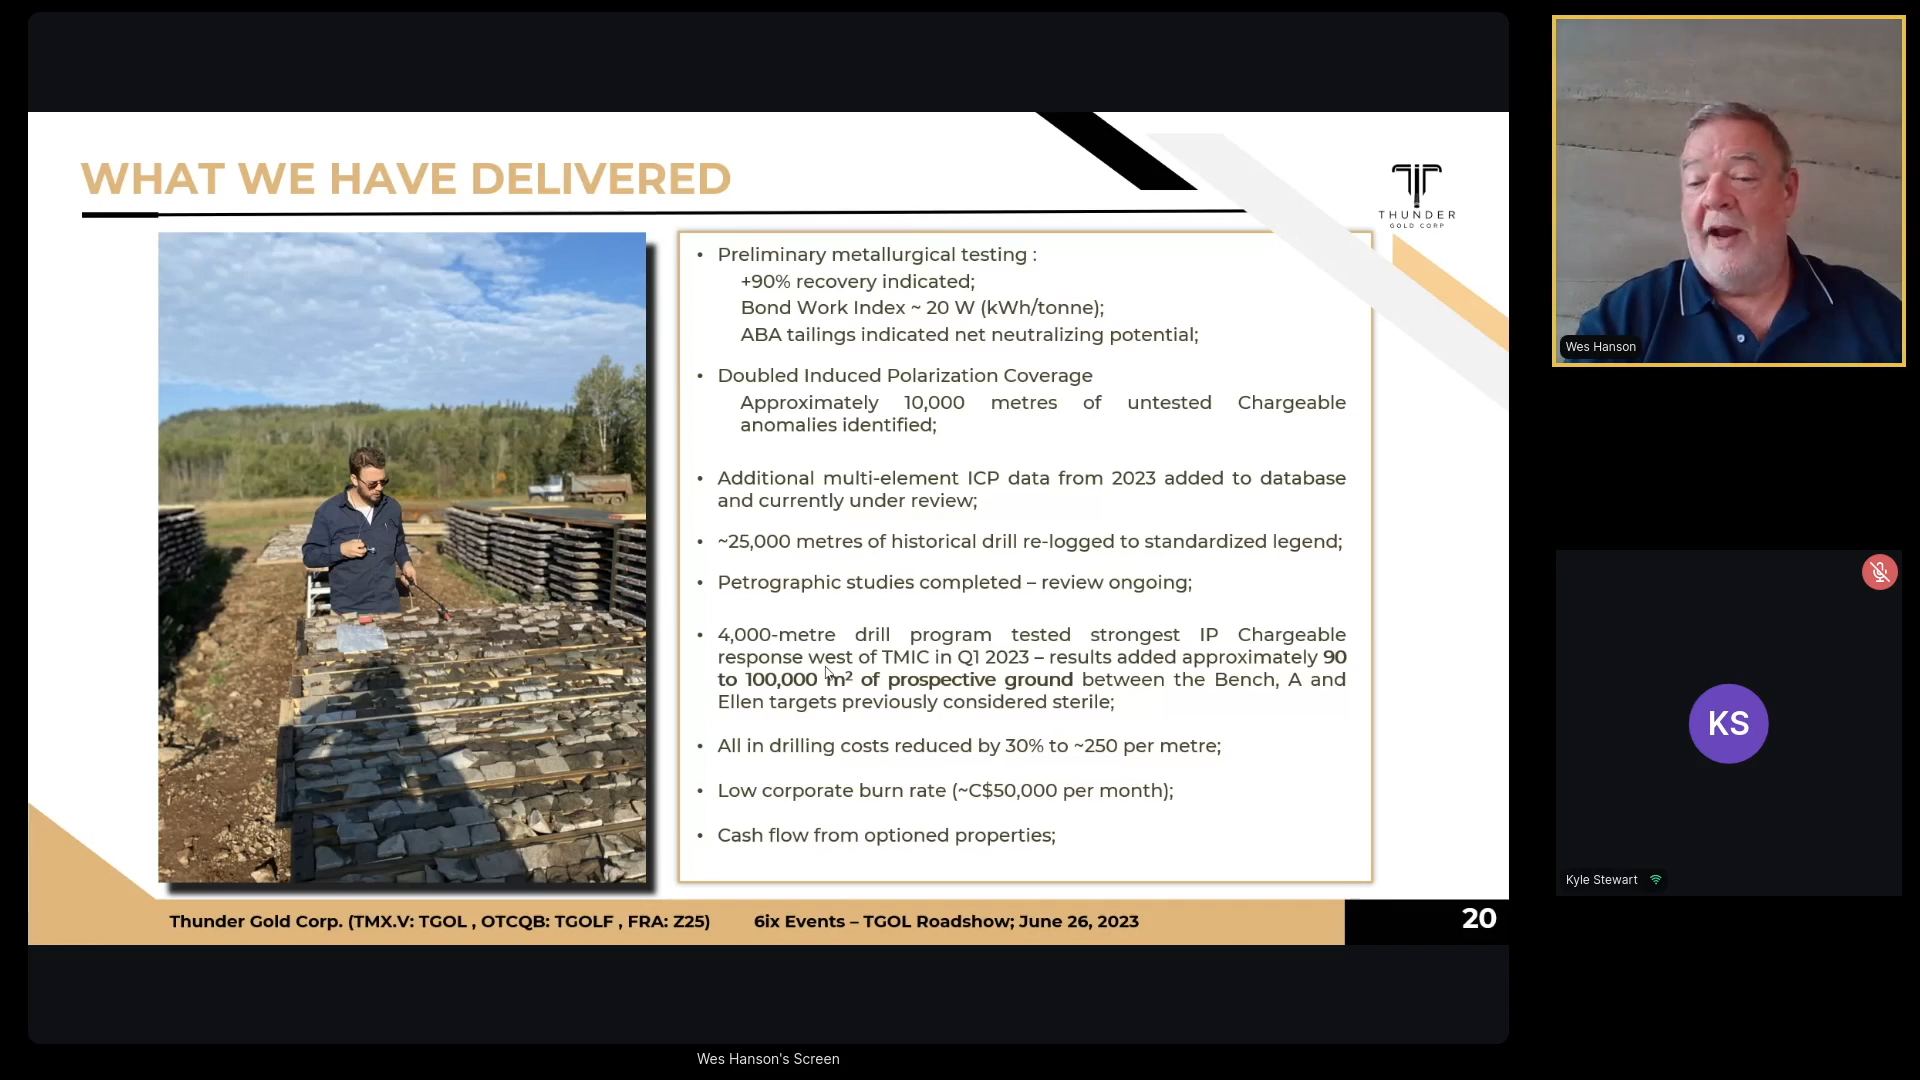 WHAT WE HAVE DELIVERED
THUNDER
GOLD CORP
• Preliminary metallurgical testing :
+90% recovery indicated;
Bond Work Index ~ 20 W (kWh/tonne);
ABA tailings indicated net neutralizing potential;
• Doubled Induced Polarization Coverage
Approximately 10,000 metres of untested Chargeable
anomalies identified;
• Additional multi-element ICP data from 2023 added to database
and currently under review;
• ~25,000 metres of historical drill re-logged to standardized legend;
• Petrographic studies completed – review ongoing;
• 4,000-metre drill program tested strongest IP Chargeable
response west of TMIC in Q1 2023 – results added approximately 90
to 100,000 m² of prospective ground between the Bench, A and
Ellen targets previously considered sterile;
• All in drilling costs reduced by 30% to ~250 per metre;
• Low corporate burn rate (~C$50,000 per month);
• Cash flow from optioned properties;
Thunder Gold Corp. (TMX.V: TGOL , OTCQB: TGOLF , FRA: Z25) 6ix Events – TGOL Roadshow; June 26, 2023
20
Wes Hanson
KS
Kyle Stewart
Wes Hanson's Screen